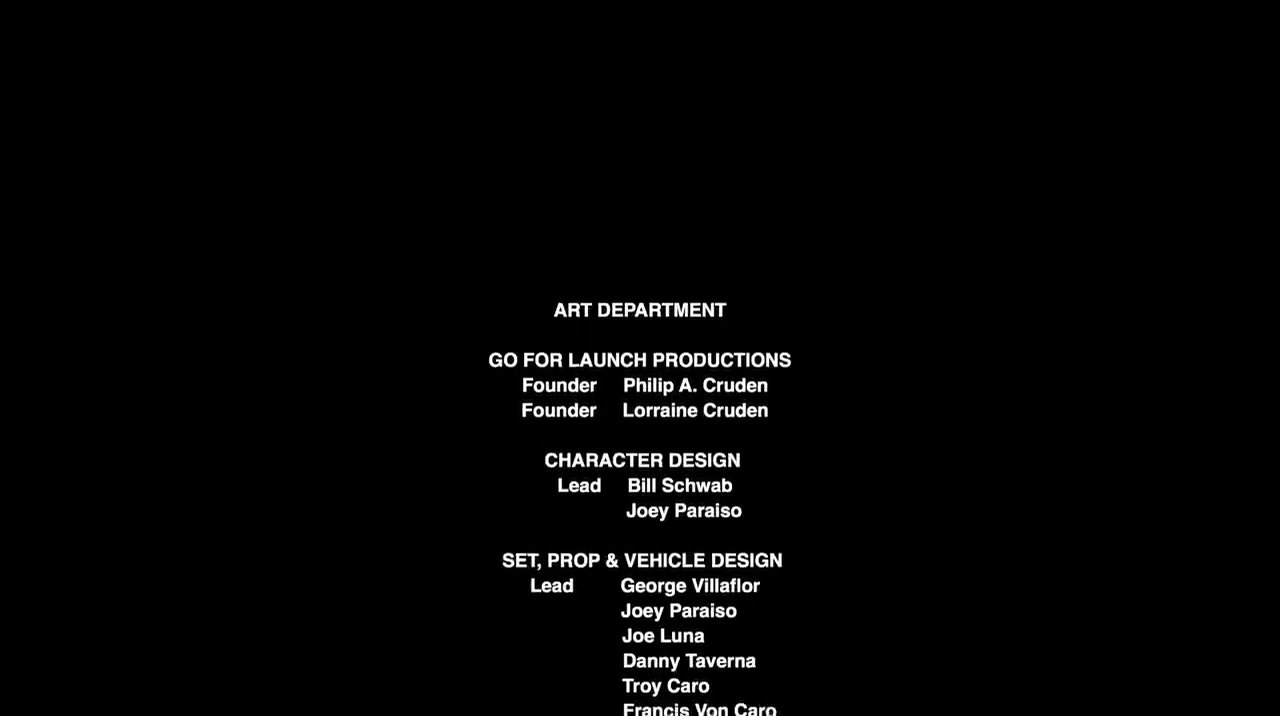 ART DEPARTMENT
GO FOR LAUNCH PRODUCTIONS
Founder Philip A. Cruden
Founder Lorraine Cruden
CHARACTER DESIGN
Lead Bill Schwab
Joey Paraiso
SET, PROP & VEHICLE DESIGN
Lead George Villaflor
Joey Paraiso
Joe Luna
Danny Taverna
Troy Caro
Francis Von Caro